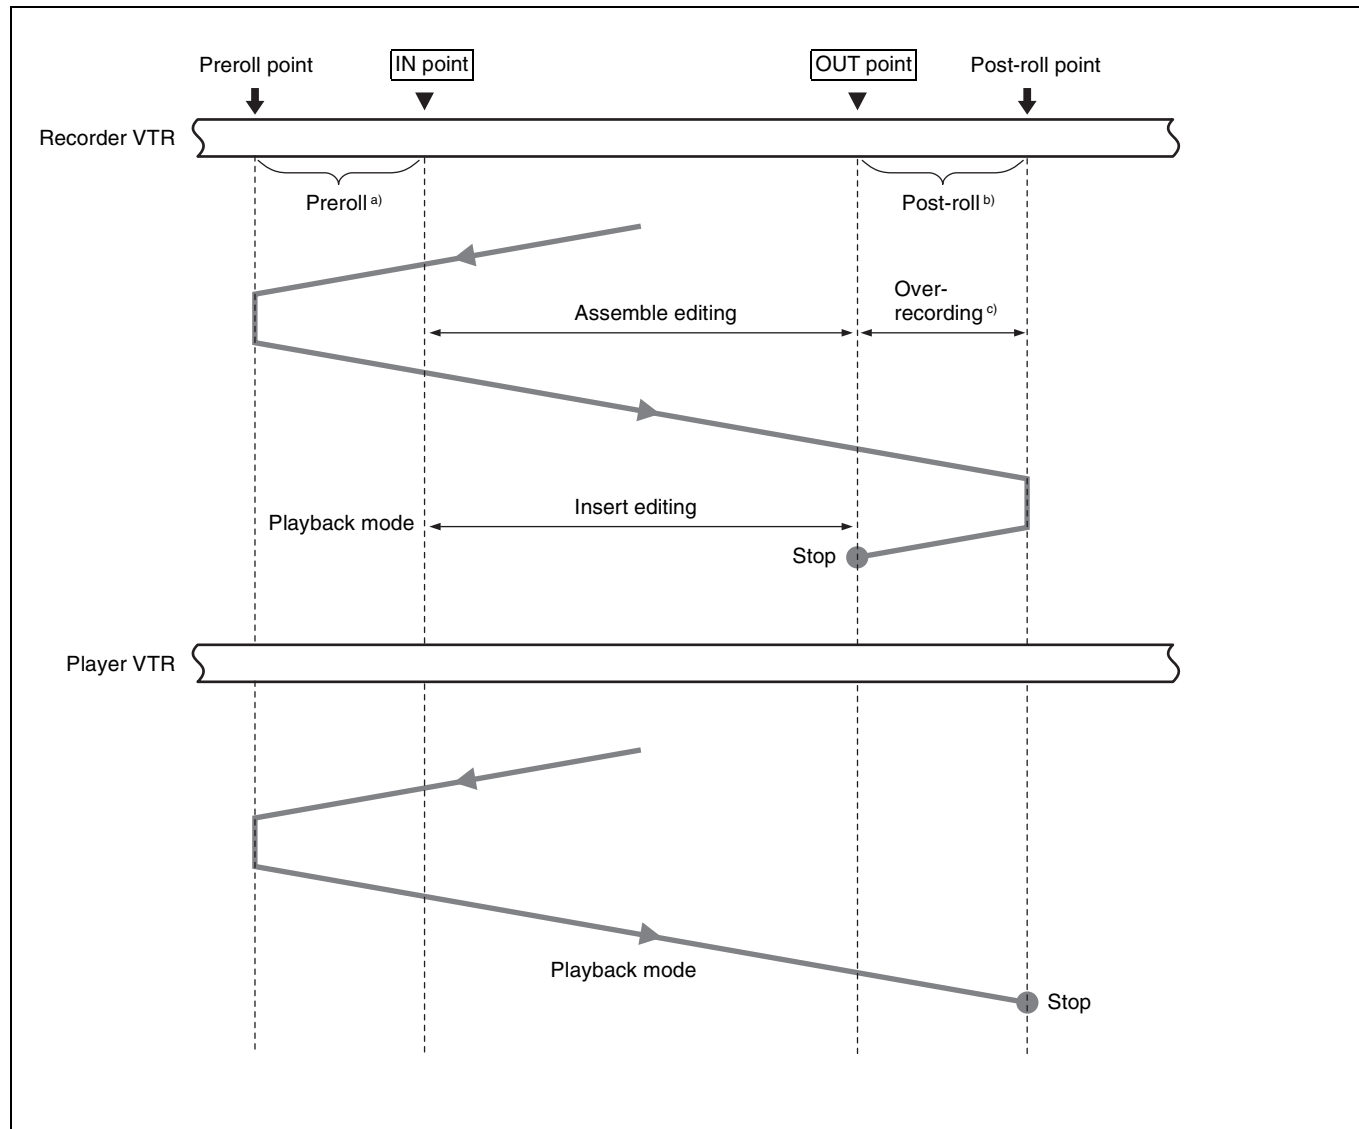 Preroll point
IN point
OUT point
Post-roll point
Recorder VTR
Preroll a)
Post-roll b)
Over-
recording c)
Assemble editing
Insert editing
Playback mode
Stop
Player VTR
Playback mode
Stop